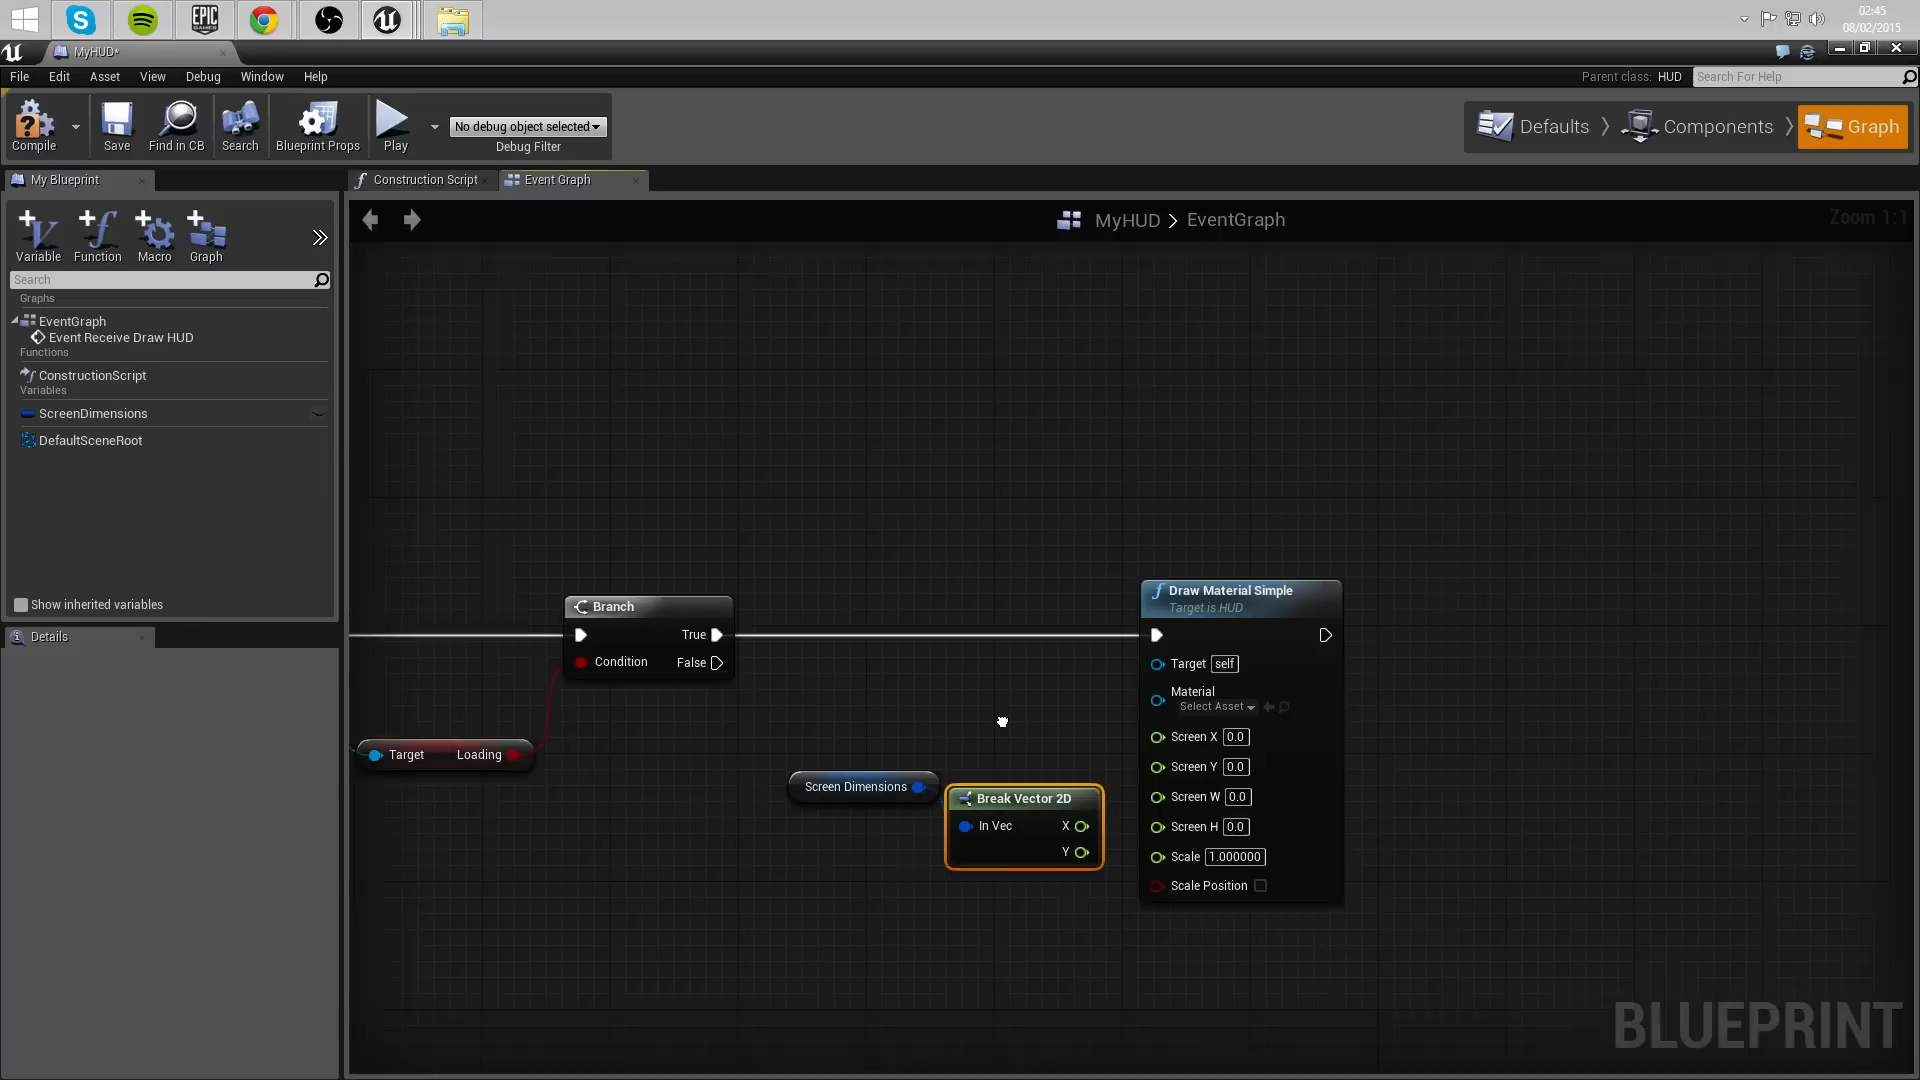 EPIC
GAMES
02:45
08/02/2015
MyHUD*
File Edit Asset View Debug Window Help
Parent class: HUD
Search For Help
Compile
Save
Find in CB
Search
Blueprint Props
Play
No debug object selected
Debug Filter
Defaults
Components
Graph
My Blueprint
Construction Script
Event Graph
Variable
Function
Macro
Graph
MyHUD > EventGraph
Zoom 1:1
Search
Graphs
EventGraph
Event Receive Draw HUD
Functions
ConstructionScript
Variables
ScreenDimensions
DefaultSceneRoot
Show inherited variables
Details
Branch
True
Condition
False
Target
Loading
Screen Dimensions
Break Vector 2D
In Vec
X
Y
Draw Material Simple
Target is HUD
Target self
Material
Select Asset
Screen X 0.0
Screen Y 0.0
Screen W 0.0
Screen H 0.0
Scale 1.000000
Scale Position
BLUEPRINT